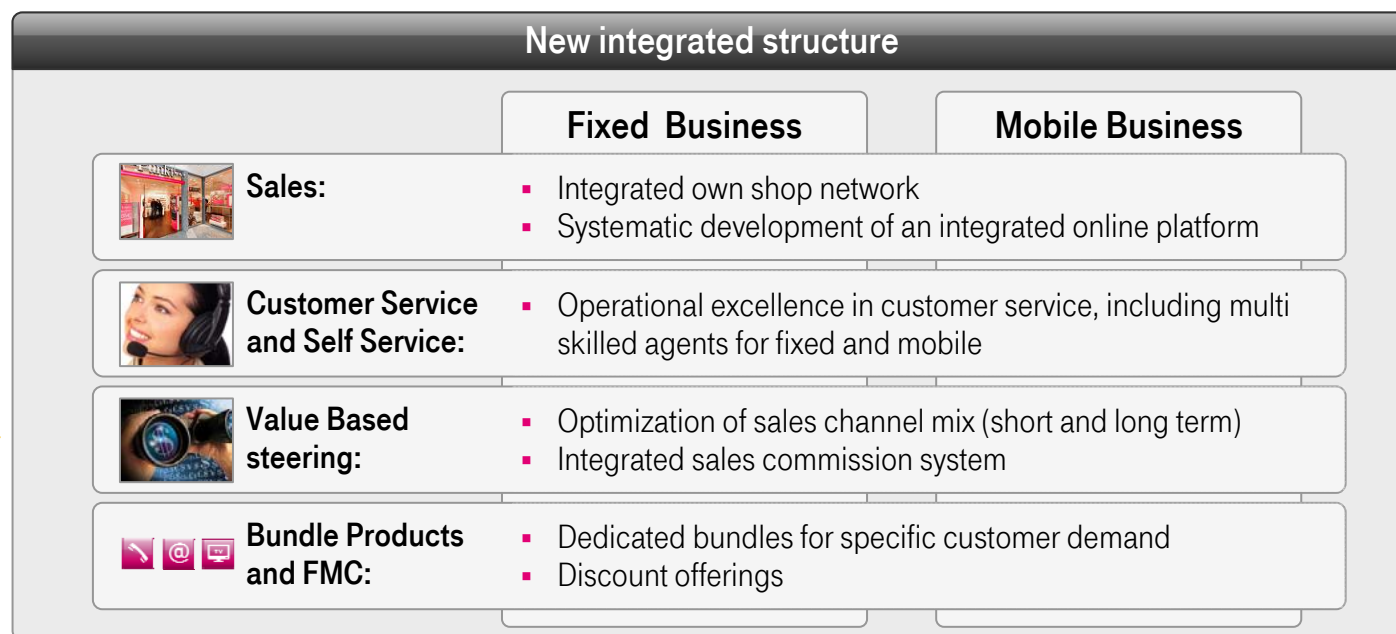 New integrated structure
Fixed Business
Mobile Business
Sales:
▪ Integrated own shop network
▪ Systematic development of an integrated online platform
Customer Service
and Self Service:
▪ Operational excellence in customer service, including multi
skilled agents for fixed and mobile
Value Based
steering:
▪ Optimization of sales channel mix (short and long term)
▪ Integrated sales commission system
@
TV
Bundle Products
and FMC:
▪ Dedicated bundles for specific customer demand
▪ Discount offerings